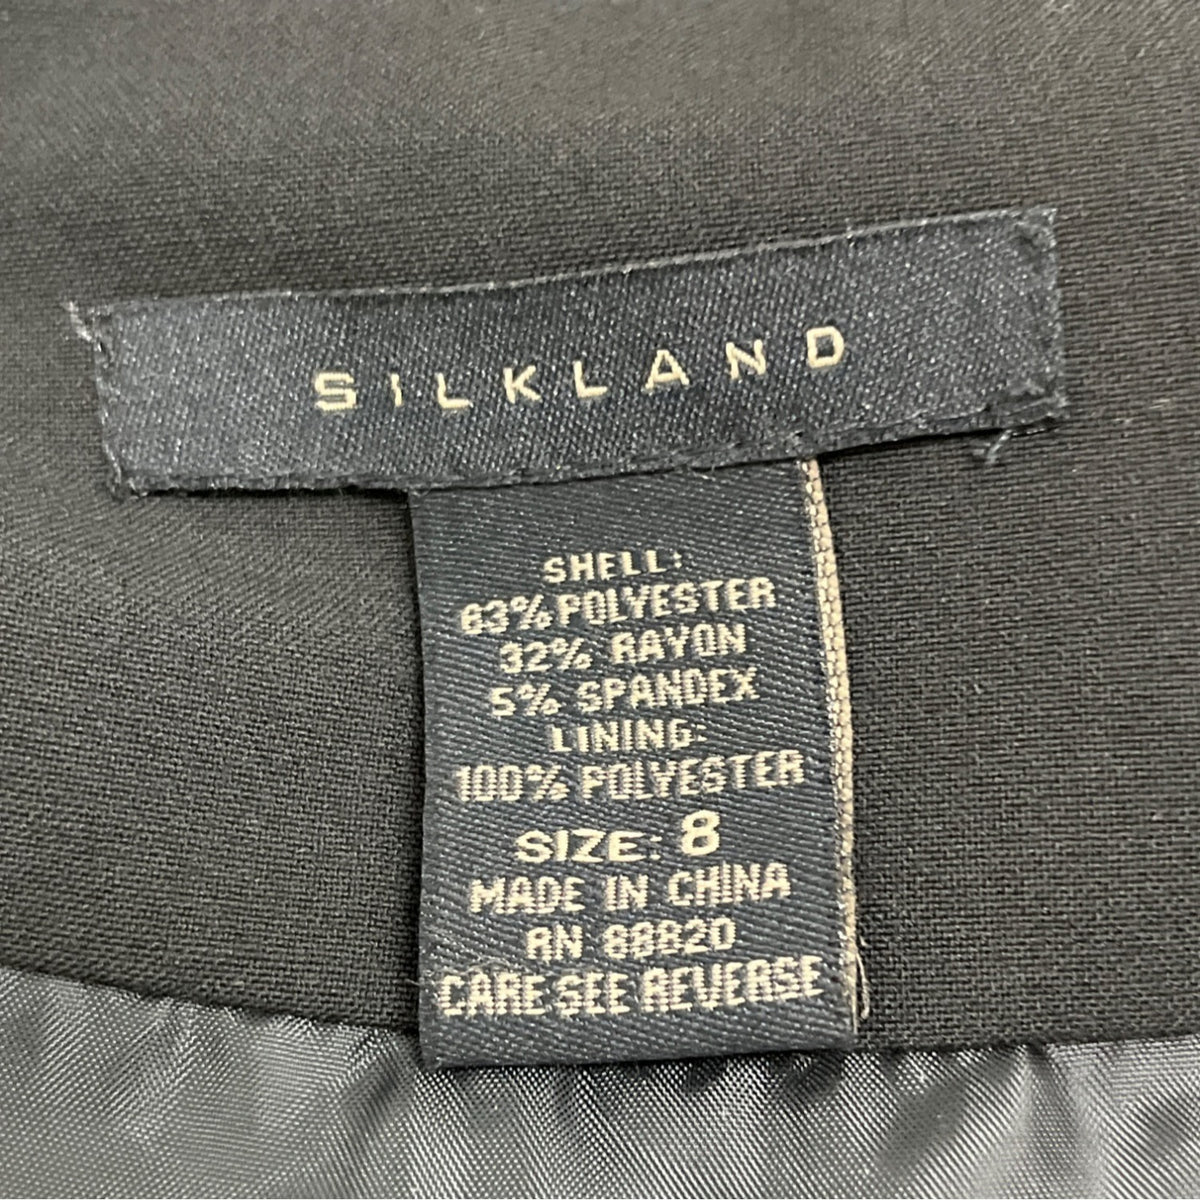 SILKLAND
SHELL:
63% POLYESTER
32% RAYON
5% SPANDEX
LINING:
100% POLYESTER
SIZE: 8
MADE IN CHINA
RN 88820
CARE SEE REVERSE